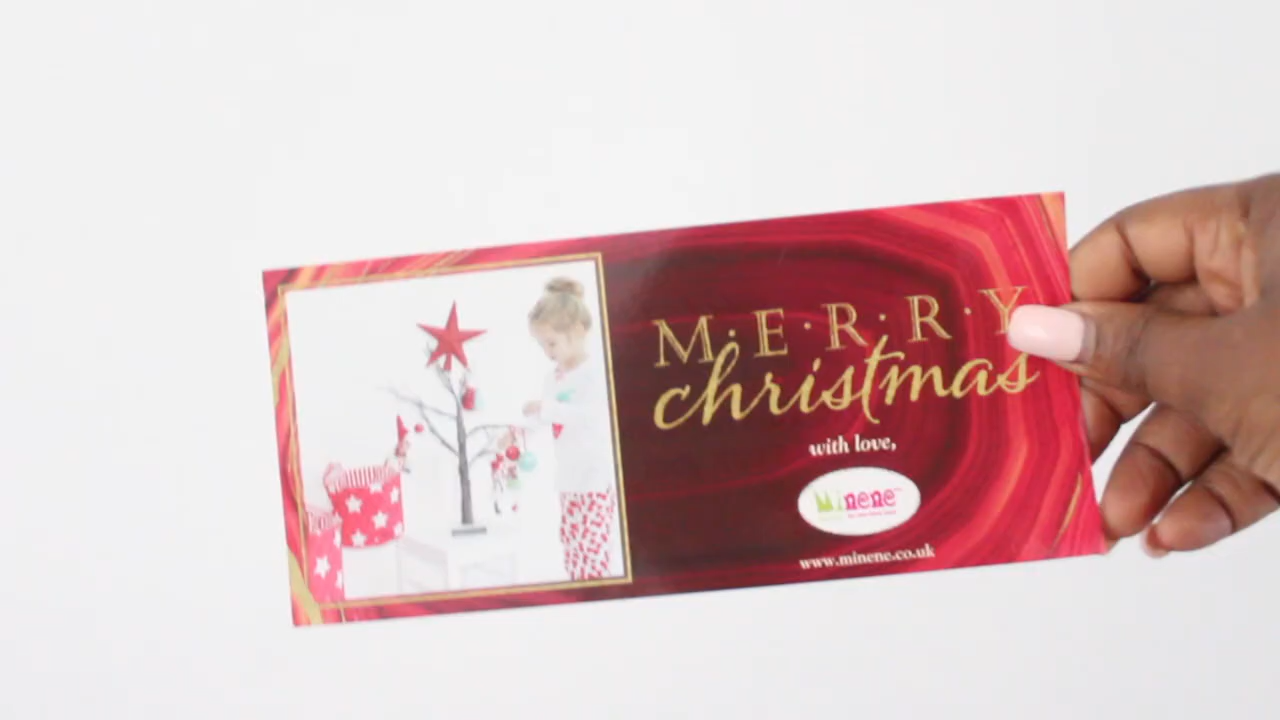 M·E·R·R·Y
christmas
with love,
Minene
www.minene.co.uk